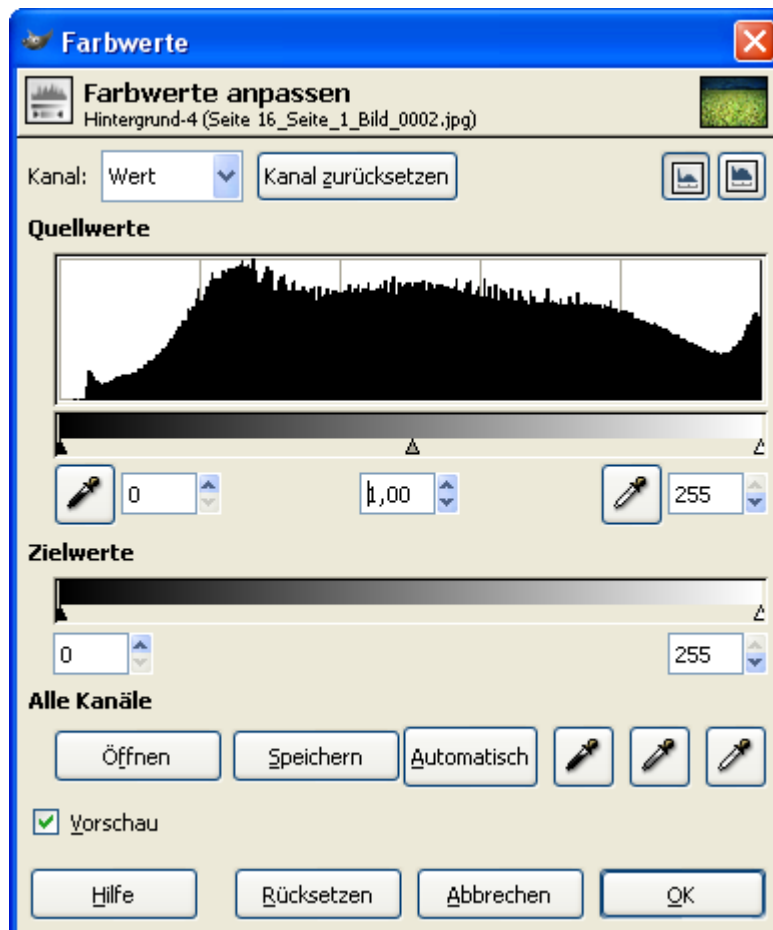 Farbwerte
Farbwerte anpassen
Hintergrund-4 (Seite 16_Seite_1_Bild_0002.jpg)
Kanal: Wert Kanal zurücksetzen
Quellwerte
0 1,00 255
Zielwerte
0 255
Alle Kanäle
Öffnen Speichern Automatisch
Vorschau
Hilfe Rücksetzen Abbrechen OK